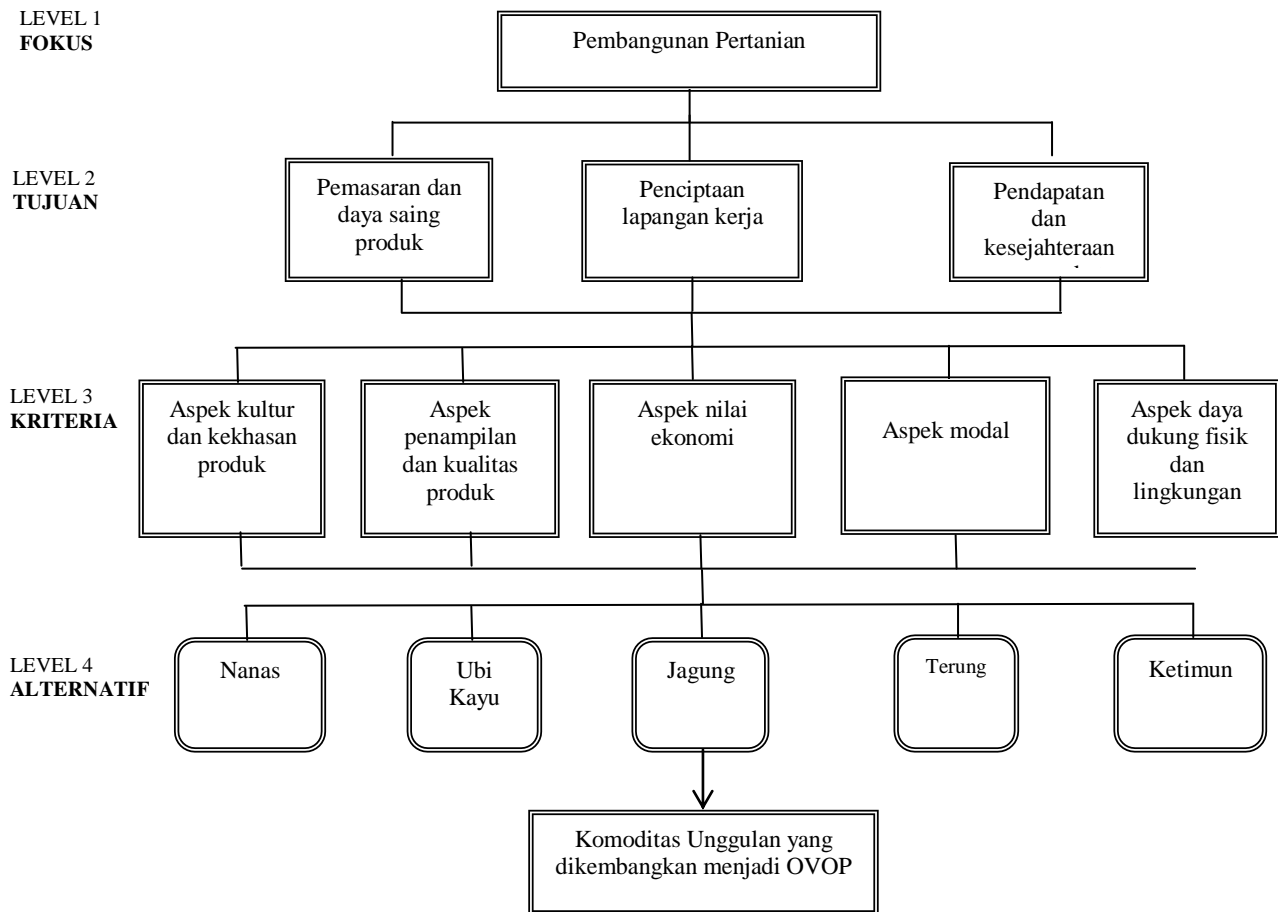 LEVEL 1
FOKUS
Pembangunan Pertanian
LEVEL 2
TUJUAN
Pemasaran dan
daya saing
produk
Penciptaan
lapangan kerja
Pendapatan
dan
kesejahteraan
LEVEL 3
KRITERIA
Aspek kultur
dan kekhasan
produk
Aspek
penampilan
dan kualitas
produk
Aspek nilai
ekonomi
Aspek modal
Aspek daya
dukung fisik
dan
lingkungan
LEVEL 4
ALTERNATIF
Nanas
Ubi
Kayu
Jagung
Terung
Ketimun
Komoditas Unggulan yang
dikembangkan menjadi OVOP